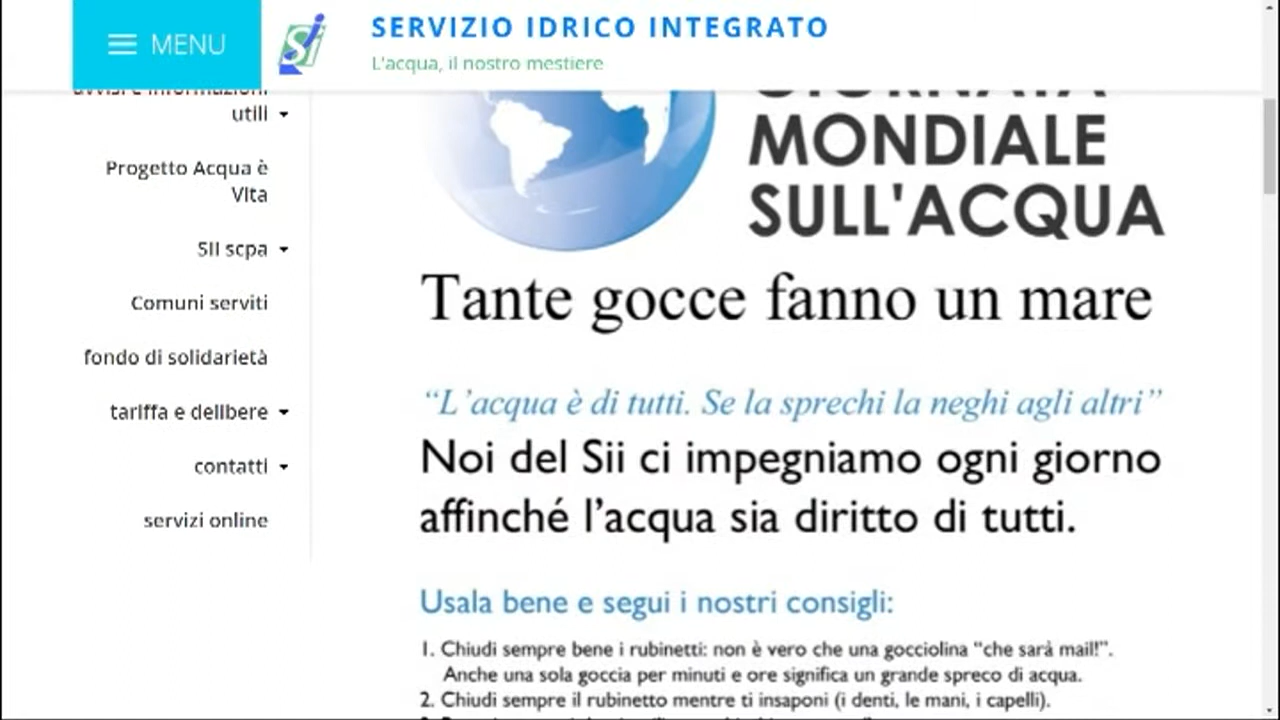 MENU
Si
SERVIZIO IDRICO INTEGRATO
L'acqua, il nostro mestiere
avvisi e informazioni
utili
Progetto Acqua è
Vita
SII scpa
Comuni serviti
fondo di solidarietà
tariffa e delibere
contatti
servizi online
GIORNATA
MONDIALE
SULL'ACQUA
Tante gocce fanno un mare
“L’acqua è di tutti. Se la sprechi la neghi agli altri”
Noi del Sii ci impegniamo ogni giorno
affinché l’acqua sia diritto di tutti.
Usala bene e segui i nostri consigli:
1. Chiudi sempre bene i rubinetti: non è vero che una gocciolina “che sarà mail!”.
Anche una sola goccia per minuti e ore significa un grande spreco di acqua.
2. Chiudi sempre il rubinetto mentre ti insaponi (i denti, le mani, i capelli).